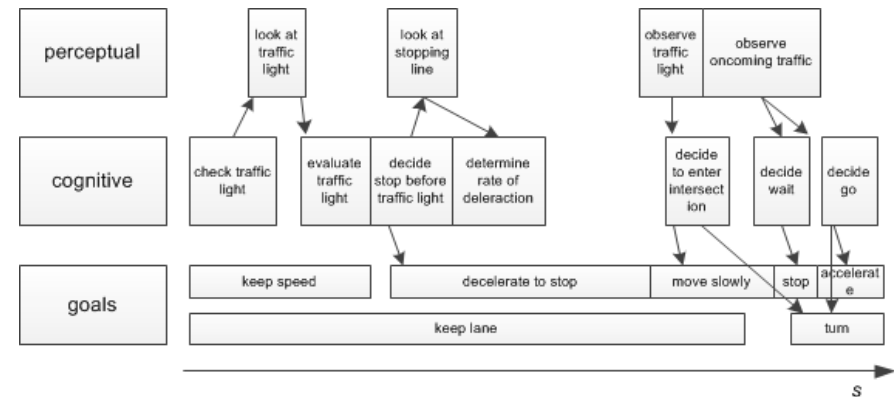 perceptual
look at
traffic
light
look at
stopping
line
observe
traffic
light
observe
oncoming traffic
cognitive
check traffic
light
evaluate
traffic
light
decide
stop before
traffic light
determine
rate of
deleraction
decide
to enter
intersect
ion
decide
wait
decide
go
goals
keep speed
decelerate to stop
move slowly
stop
accelerat
e
keep lane
turn
s